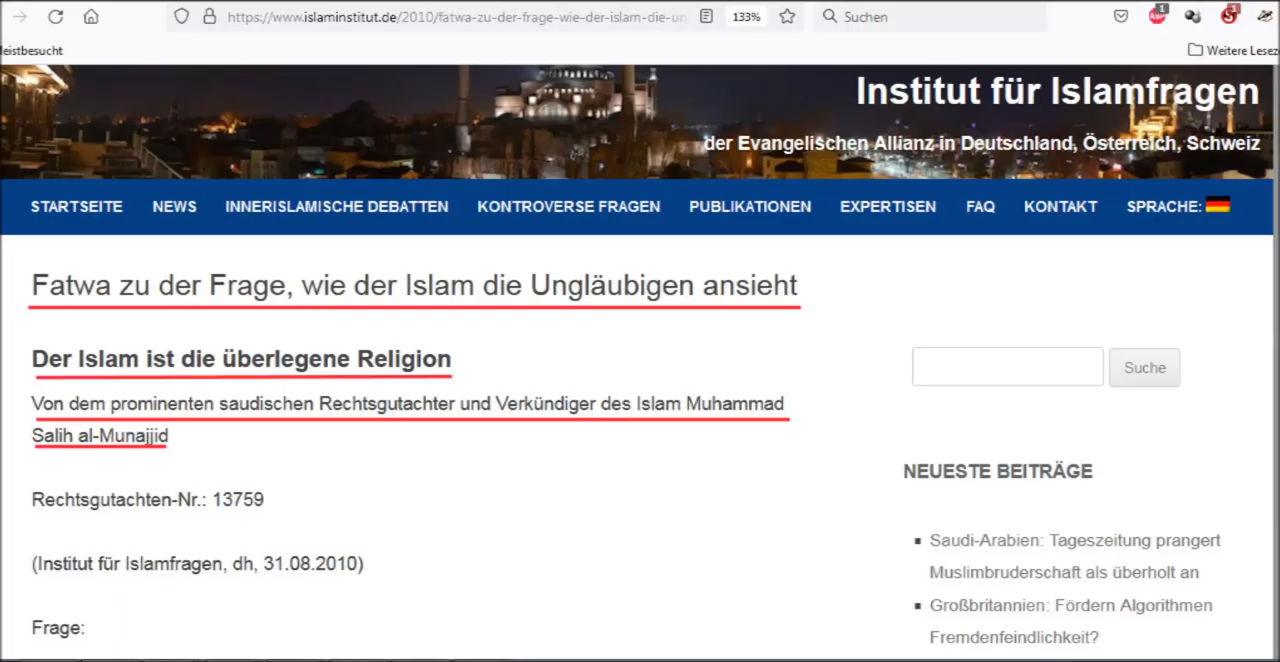 https://www.islaminstitut.de/2010/fatwa-zu-der-frage-wie-der-islam-die-un
133%
Suchen
1
1
Meistbesucht
Weitere Lesez
Institut für Islamfragen
der Evangelischen Allianz in Deutschland, Österreich, Schweiz
STARTSEITE NEWS INNERISLAMISCHE DEBATTEN KONTROVERSE FRAGEN PUBLIKATIONEN EXPERTISEN FAQ KONTAKT SPRACHE:
Fatwa zu der Frage, wie der Islam die Ungläubigen ansieht
Der Islam ist die überlegene Religion
Von dem prominenten saudischen Rechtsgutachter und Verkündiger des Islam Muhammad
Salih al-Munajjid
Rechtsgutachten-Nr.: 13759
(Institut für Islamfragen, dh, 31.08.2010)
Frage:
Suche
NEUESTE BEITRÄGE
Saudi-Arabien: Tageszeitung prangert
Muslimbruderschaft als überholt an
Großbritannien: Fördern Algorithmen
Fremdenfeindlichkeit?